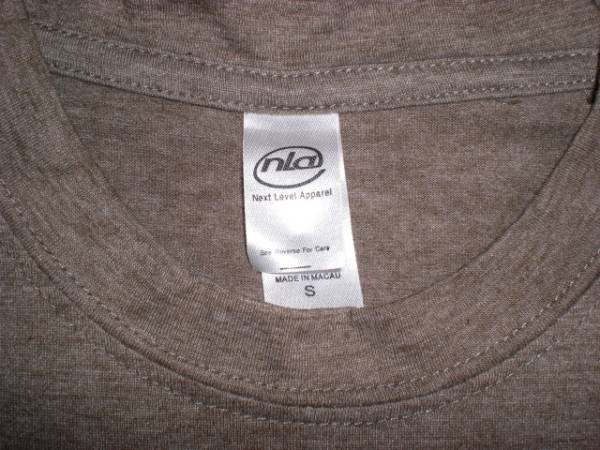 nla
Next Level Apparel
See Reverse For Care
MADE IN MACAU
S